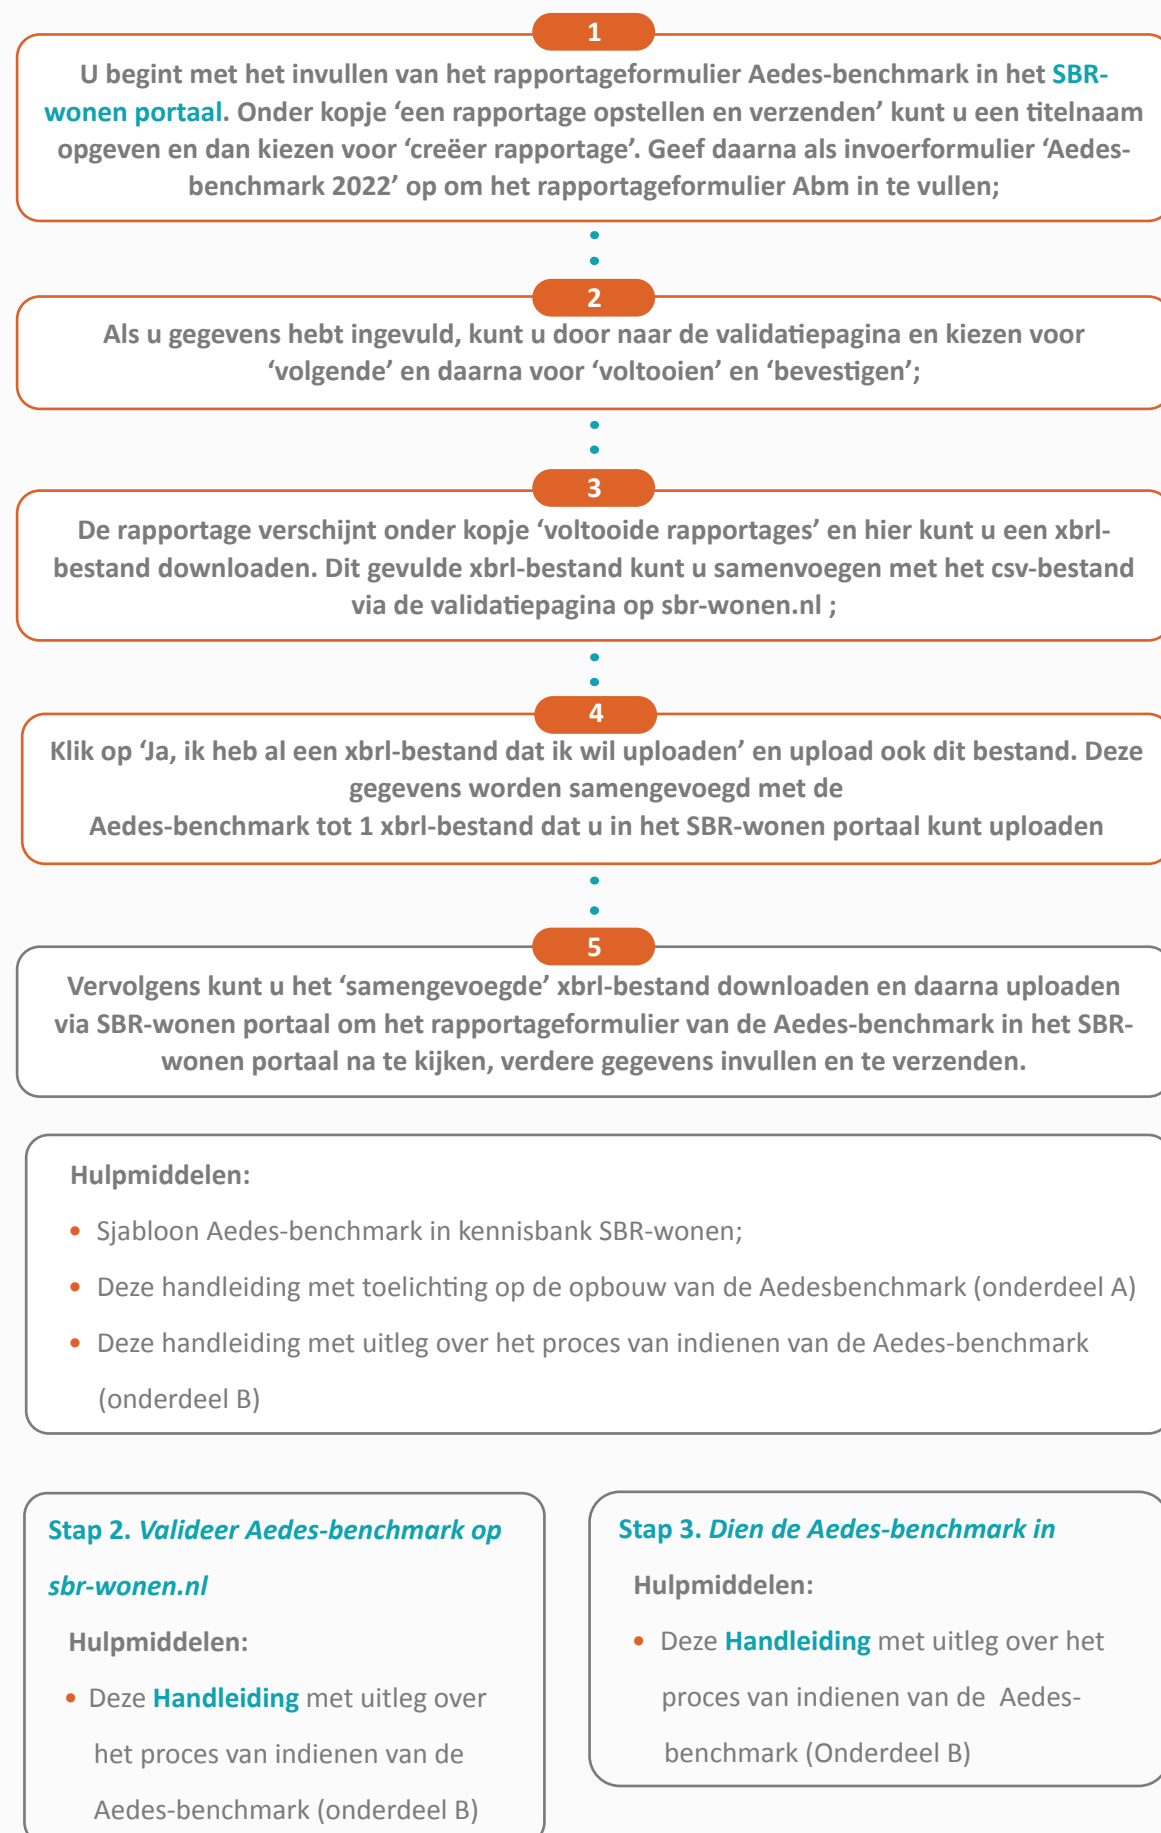 1
U begint met het invullen van het rapportageformulier Aedes-benchmark in het SBR-
wonen portaal. Onder kopje ‘een rapportage opstellen en verzenden’ kunt u een titelnaam
opgeven en dan kiezen voor ‘creëer rapportage’. Geef daarna als invoerformulier ‘Aedes-
benchmark 2022’ op om het rapportageformulier Abm in te vullen;
2
Als u gegevens hebt ingevuld, kunt u door naar de validatiepagina en kiezen voor
‘volgende’ en daarna voor ‘voltooien’ en ‘bevestigen’;
3
De rapportage verschijnt onder kopje ‘voltooide rapportages’ en hier kunt u een xbrl-
bestand downloaden. Dit gevulde xbrl-bestand kunt u samenvoegen met het csv-bestand
via de validatiepagina op sbr-wonen.nl ;
4
Klik op ‘Ja, ik heb al een xbrl-bestand dat ik wil uploaden’ en upload ook dit bestand. Deze
gegevens worden samengevoegd met de
Aedes-benchmark tot 1 xbrl-bestand dat u in het SBR-wonen portaal kunt uploaden
5
Vervolgens kunt u het ‘samengevoegde’ xbrl-bestand downloaden en daarna uploaden
via SBR-wonen portaal om het rapportageformulier van de Aedes-benchmark in het SBR-
wonen portaal na te kijken, verdere gegevens invullen en te verzenden.
Hulpmiddelen:
• Sjabloon Aedes-benchmark in kennisbank SBR-wonen;
• Deze handleiding met toelichting op de opbouw van de Aedesbenchmark (onderdeel A)
• Deze handleiding met uitleg over het proces van indienen van de Aedes-benchmark
(onderdeel B)
Stap 2. Valideer Aedes-benchmark op
sbr-wonen.nl
Hulpmiddelen:
• Deze Handleiding met uitleg over
het proces van indienen van de
Aedes-benchmark (onderdeel B)
Stap 3. Dien de Aedes-benchmark in
Hulpmiddelen:
• Deze Handleiding met uitleg over het
proces van indienen van de Aedes-
benchmark (Onderdeel B)